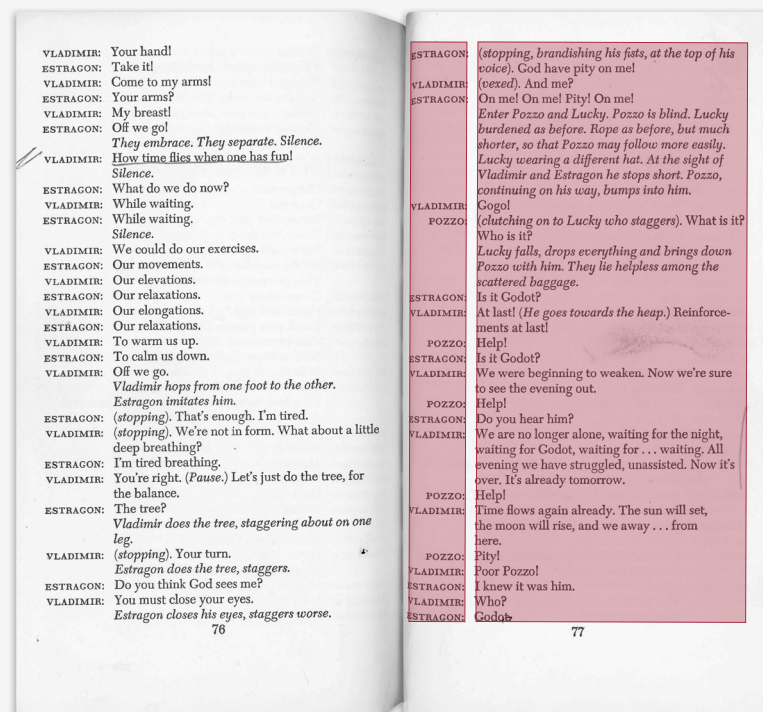 VLADIMIR: Your hand!
ESTRAGON: Take it!
VLADIMIR: Come to my arms!
ESTRAGON: Your arms?
VLADIMIR: My breast!
ESTRAGON: Off we go!
They embrace. They separate. Silence.
VLADIMIR: How time flies when one has fun!
Silence.
ESTRAGON: What do we do now?
VLADIMIR: While waiting.
ESTRAGON: While waiting.
Silence.
VLADIMIR: We could do our exercises.
ESTRAGON: Our movements.
VLADIMIR: Our elevations.
ESTRAGON: Our relaxations.
VLADIMIR: Our elongations.
ESTRAGON: Our relaxations.
VLADIMIR: To warm us up.
ESTRAGON: To calm us down.
VLADIMIR: Off we go.
Vladimir hops from one foot to the other.
Estragon imitates him.
ESTRAGON: (stopping). That's enough. I'm tired.
VLADIMIR: (stopping). We're not in form. What about a little
deep breathing?
ESTRAGON: I'm tired breathing.
VLADIMIR: You're right. (Pause.) Let's just do the tree, for
the balance.
ESTRAGON: The tree?
Vladimir does the tree, staggering about on one
leg.
VLADIMIR: (stopping). Your turn.
Estragon does the tree, staggers.
ESTRAGON: Do you think God sees me?
VLADIMIR: You must close your eyes.
Estragon closes his eyes, staggers worse.
76
ESTRAGON: (stopping, brandishing his fists, at the top of his
voice). God have pity on me!
VLADIMIR: (vexed). And me?
ESTRAGON: On me! On me! Pity! On me!
Enter Pozzo and Lucky. Pozzo is blind. Lucky
burdened as before. Rope as before, but much
shorter, so that Pozzo may follow more easily.
Lucky wearing a different hat. At the sight of
Vladimir and Estragon he stops short. Pozzo,
continuing on his way, bumps into him.
VLADIMIR: Gogo!
POZZO: (clutching on to Lucky who staggers). What is it?
Who is it?
Lucky falls, drops everything and brings down
Pozzo with him. They lie helpless among the
scattered baggage.
ESTRAGON: Is it Godot?
VLADIMIR: At last! (He goes towards the heap.) Reinforce-
ments at last!
POZZO: Help!
ESTRAGON: Is it Godot?
VLADIMIR: We were beginning to weaken. Now we're sure
to see the evening out.
POZZO: Help!
ESTRAGON: Do you hear him?
VLADIMIR: We are no longer alone, waiting for the night,
waiting for Godot, waiting for . . . waiting. All
evening we have struggled, unassisted. Now it's
over. It's already tomorrow.
POZZO: Help!
VLADIMIR: Time flows again already. The sun will set,
the moon will rise, and we away . . . from
here.
POZZO: Pity!
VLADIMIR: Poor Pozzo!
ESTRAGON: I knew it was him.
VLADIMIR: Who?
ESTRAGON: Godot.
77